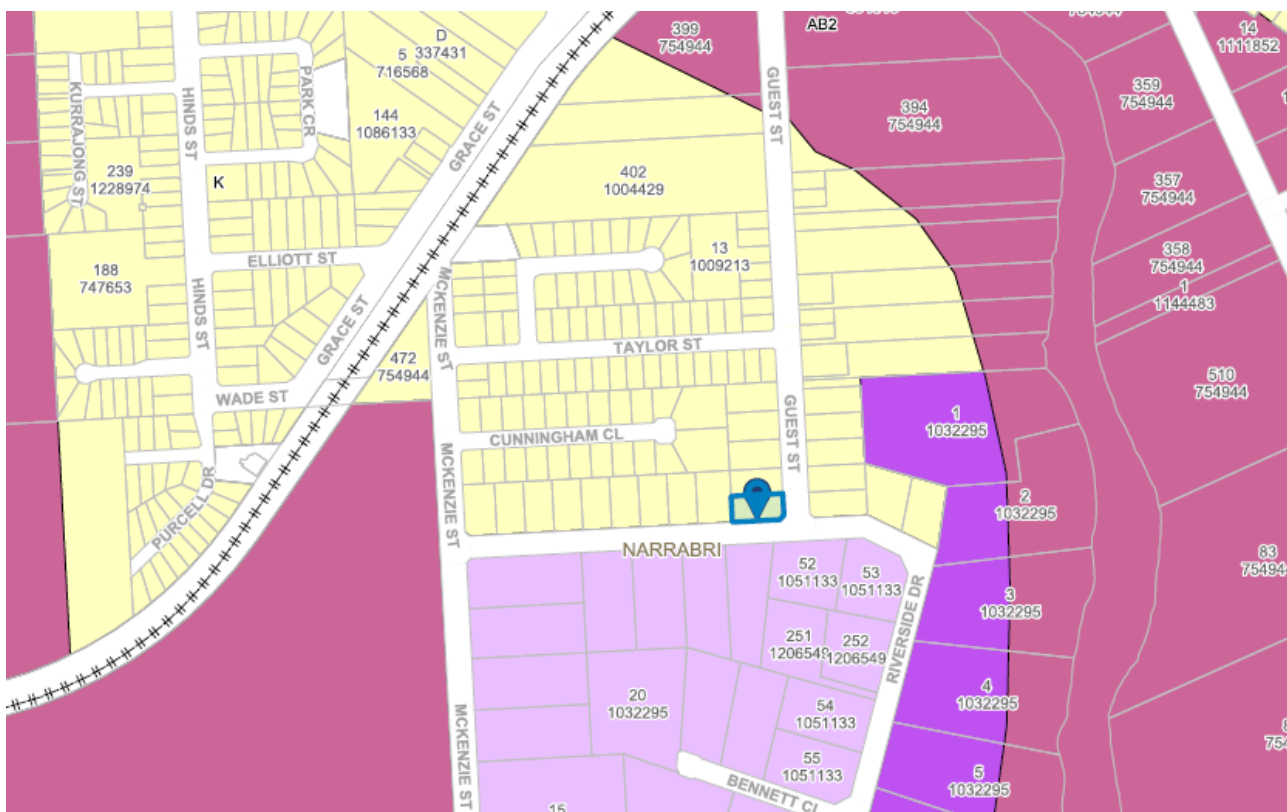 AB2
399
754944
14
1111852
D
337431
5
716568
359
754944
394
754944
144
1086133
KURRAJONG ST
HINDS ST
PARK CR
GRACE ST
GUEST ST
239
1228974
K
402
1004429
357
754944
ELLIOTT ST
13
1009213
188
747653
358
754944
1
1144483
HINDS ST
GRACE ST
MCKENZIE ST
TAYLOR ST
472
754944
WADE ST
510
754944
GUEST ST
1
1032295
CUNNINGHAM CL
MCKENZIE ST
PURCELL DR
2
1032295
NARRABRI
52
1051133
53
1051133
83
3
1032295
RIVERSIDE DR
251
1206549
252
1206549
20
1032295
4
1032295
54
1051133
MCKENZIE ST
55
1051133
5
1032295
BENNETT CL
15